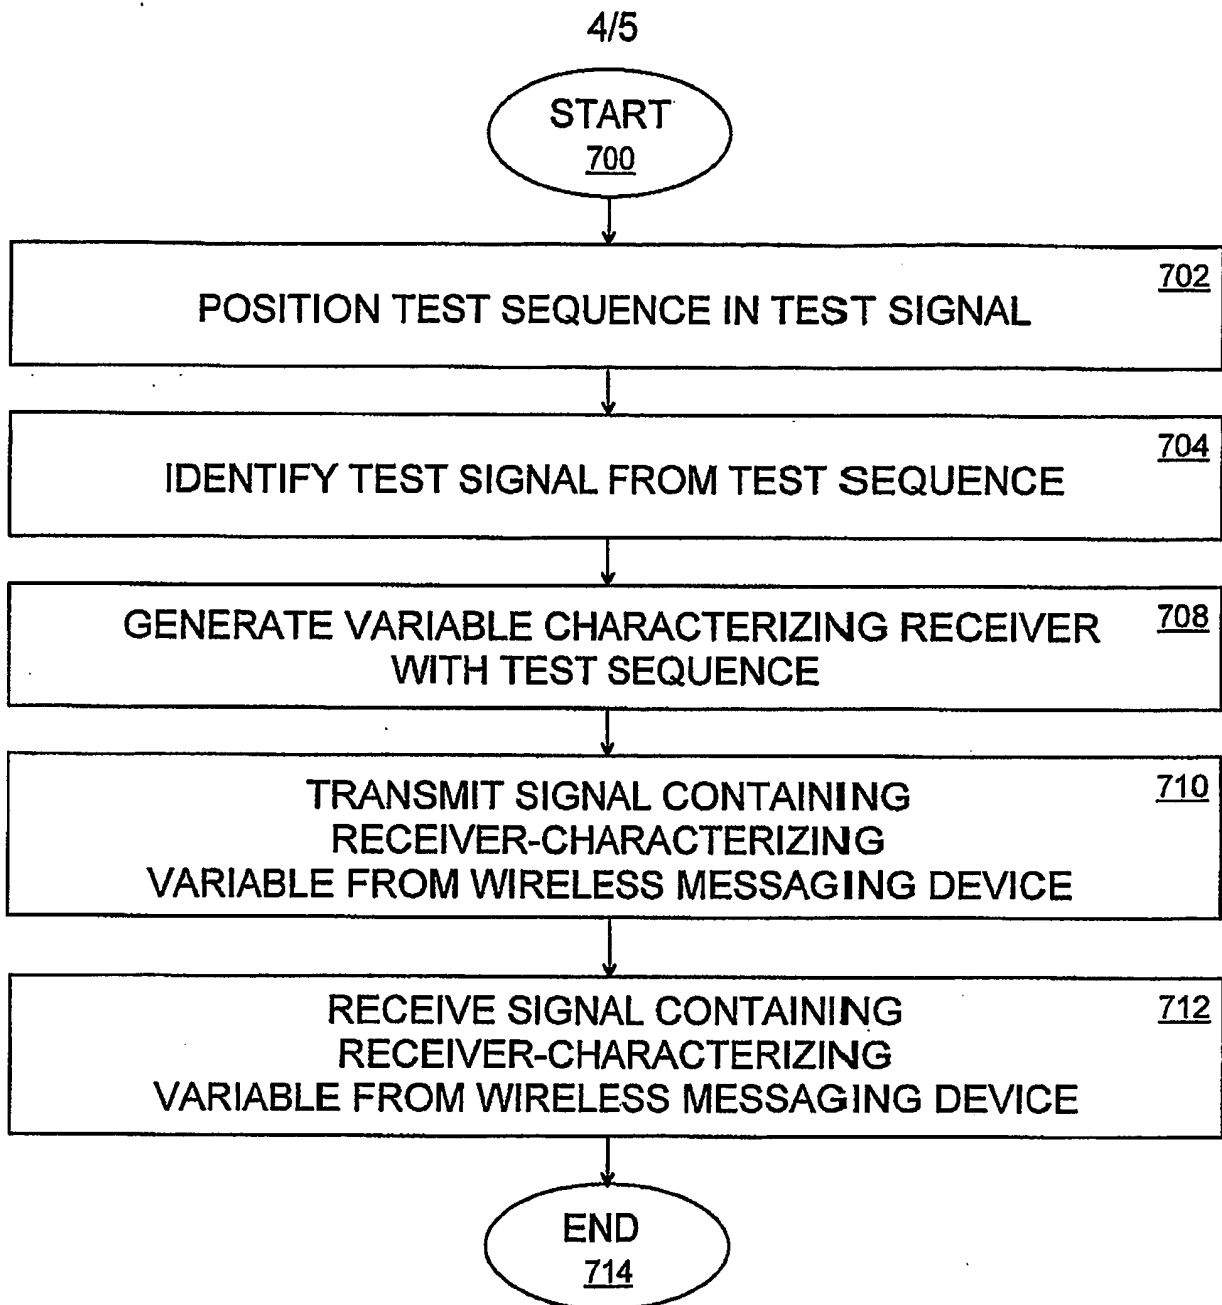 4/5
START
700
702
POSITION TEST SEQUENCE IN TEST SIGNAL
704
IDENTIFY TEST SIGNAL FROM TEST SEQUENCE
GENERATE VARIABLE CHARACTERIZING RECEIVER
708
WITH TEST SEQUENCE
TRANSMIT SIGNAL CONTAINING
710
RECEIVER-CHARACTERIZING
VARIABLE FROM WIRELESS MESSAGING DEVICE
RECEIVE SIGNAL CONTAINING
712
RECEIVER-CHARACTERIZING
VARIABLE FROM WIRELESS MESSAGING DEVICE
END
714